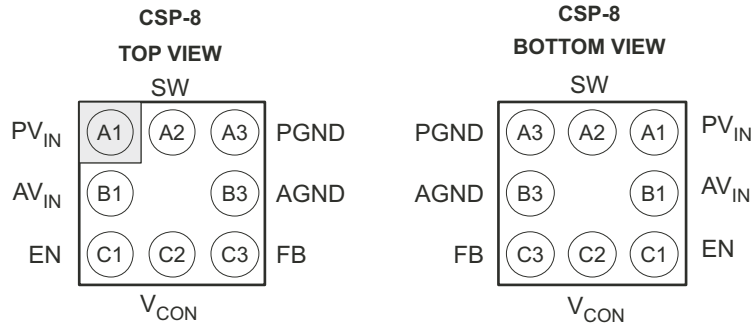 CSP-8
TOP VIEW
SW
PV_IN A1 A2 A3 PGND
AV_IN B1 B3 AGND
EN C1 C2 C3 FB
V_CON
CSP-8
BOTTOM VIEW
SW
PGND A3 A2 A1 PV_IN
AGND B3 B1 AV_IN
FB C3 C2 C1 EN
V_CON